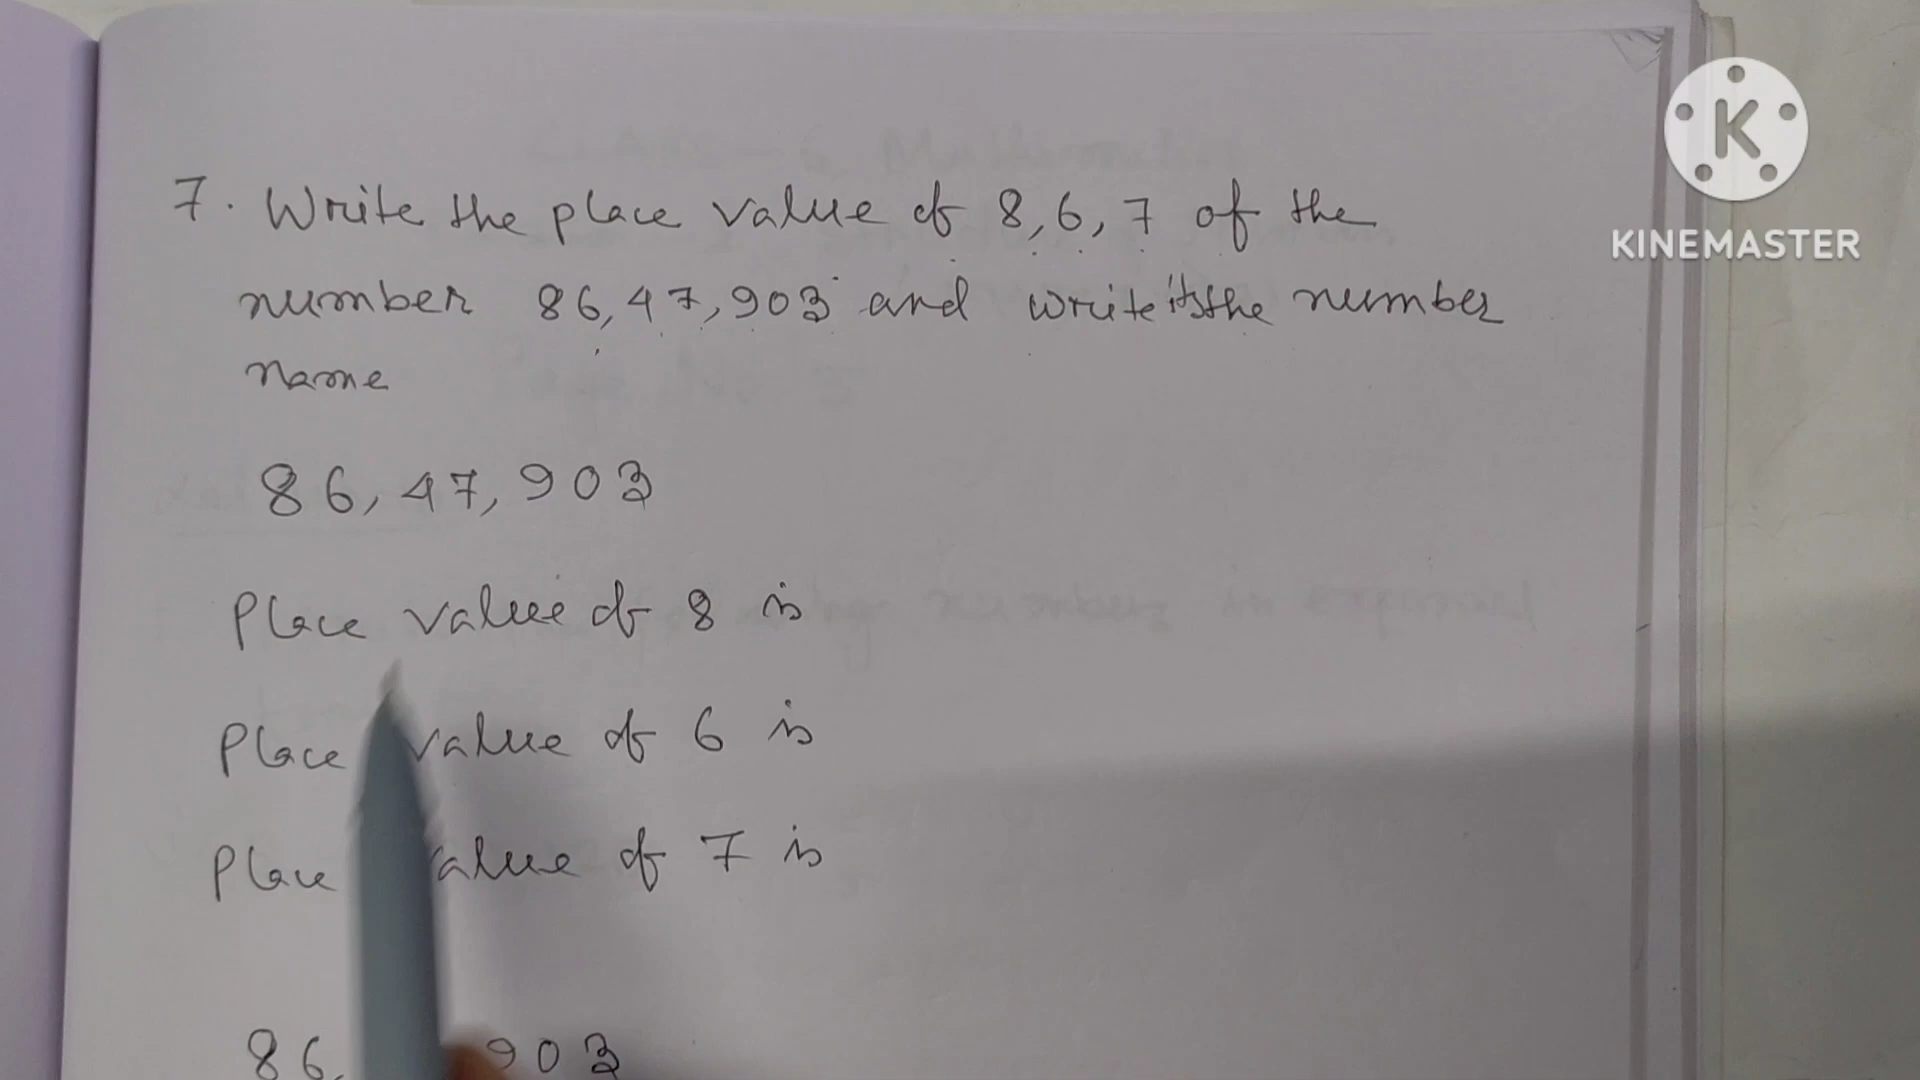 7. Write the place value of 8, 6, 7 of the
number 86,47,903 and write its the number
name
86,47,903
Place value of 8 is
Place value of 6 is
Place value of 7 is
86, 903
K
KINEMASTER